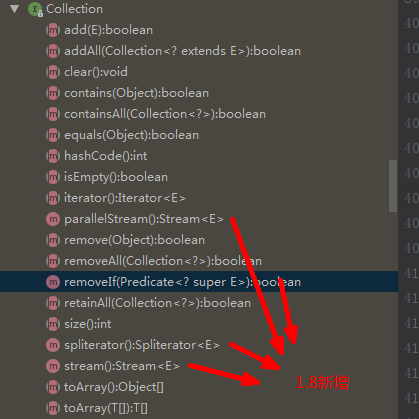 Collection
add(E):boolean
addAll(Collection<? extends E>):boolean
clear():void
contains(Object):boolean
containsAll(Collection<?>):boolean
equals(Object):boolean
hashCode():int
isEmpty():boolean
iterator():Iterator<E>
parallelStream():Stream<E>
remove(Object):boolean
removeAll(Collection<?>):boolean
removeIf(Predicate<? super E>):boolean
retainAll(Collection<?>):boolean
size():int
spliterator():Spliterator<E>
stream():Stream<E>
1.8新增
toArray():Object[]
toArray(T[]):T[]